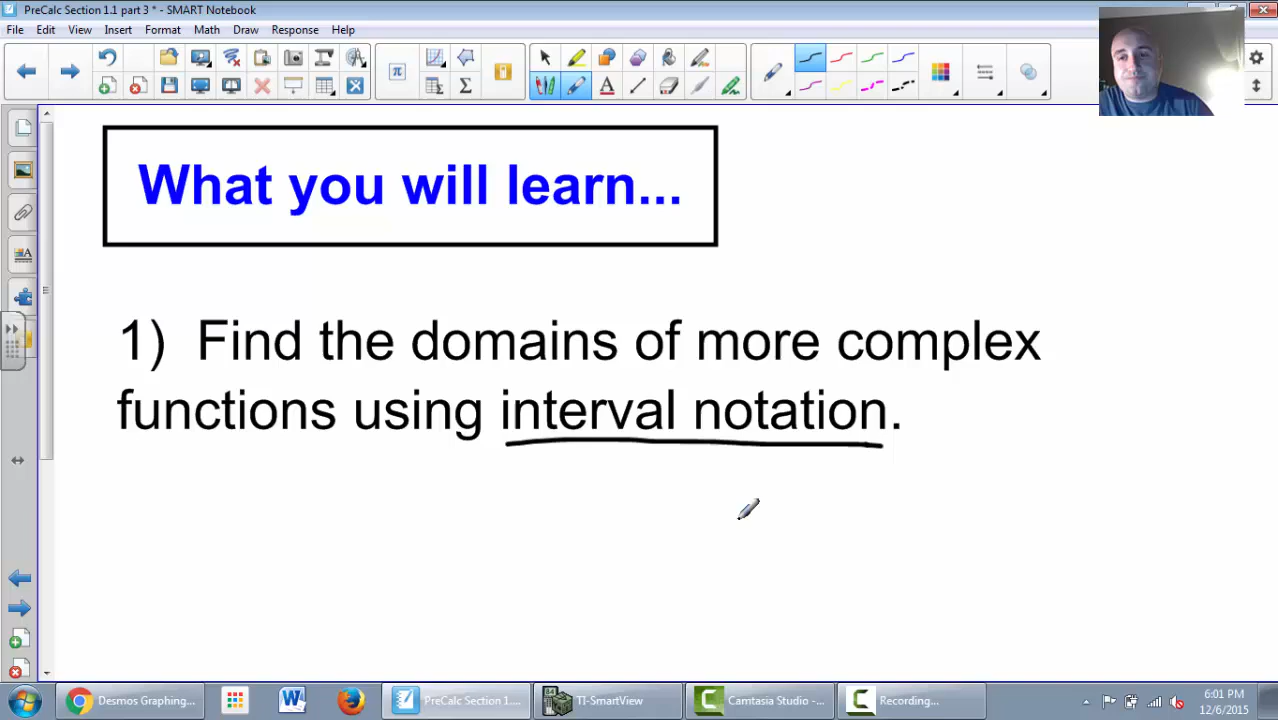 PreCalc Section 1.1 part 3 * - SMART Notebook
File Edit View Insert Format Math Draw Response Help
What you will learn...
1) Find the domains of more complex
functions using interval notation.
Desmos Graphing... PreCalc Section 1.... TI-SmartView Camtasia Studio -... Recording...
6:01 PM
12/6/2015